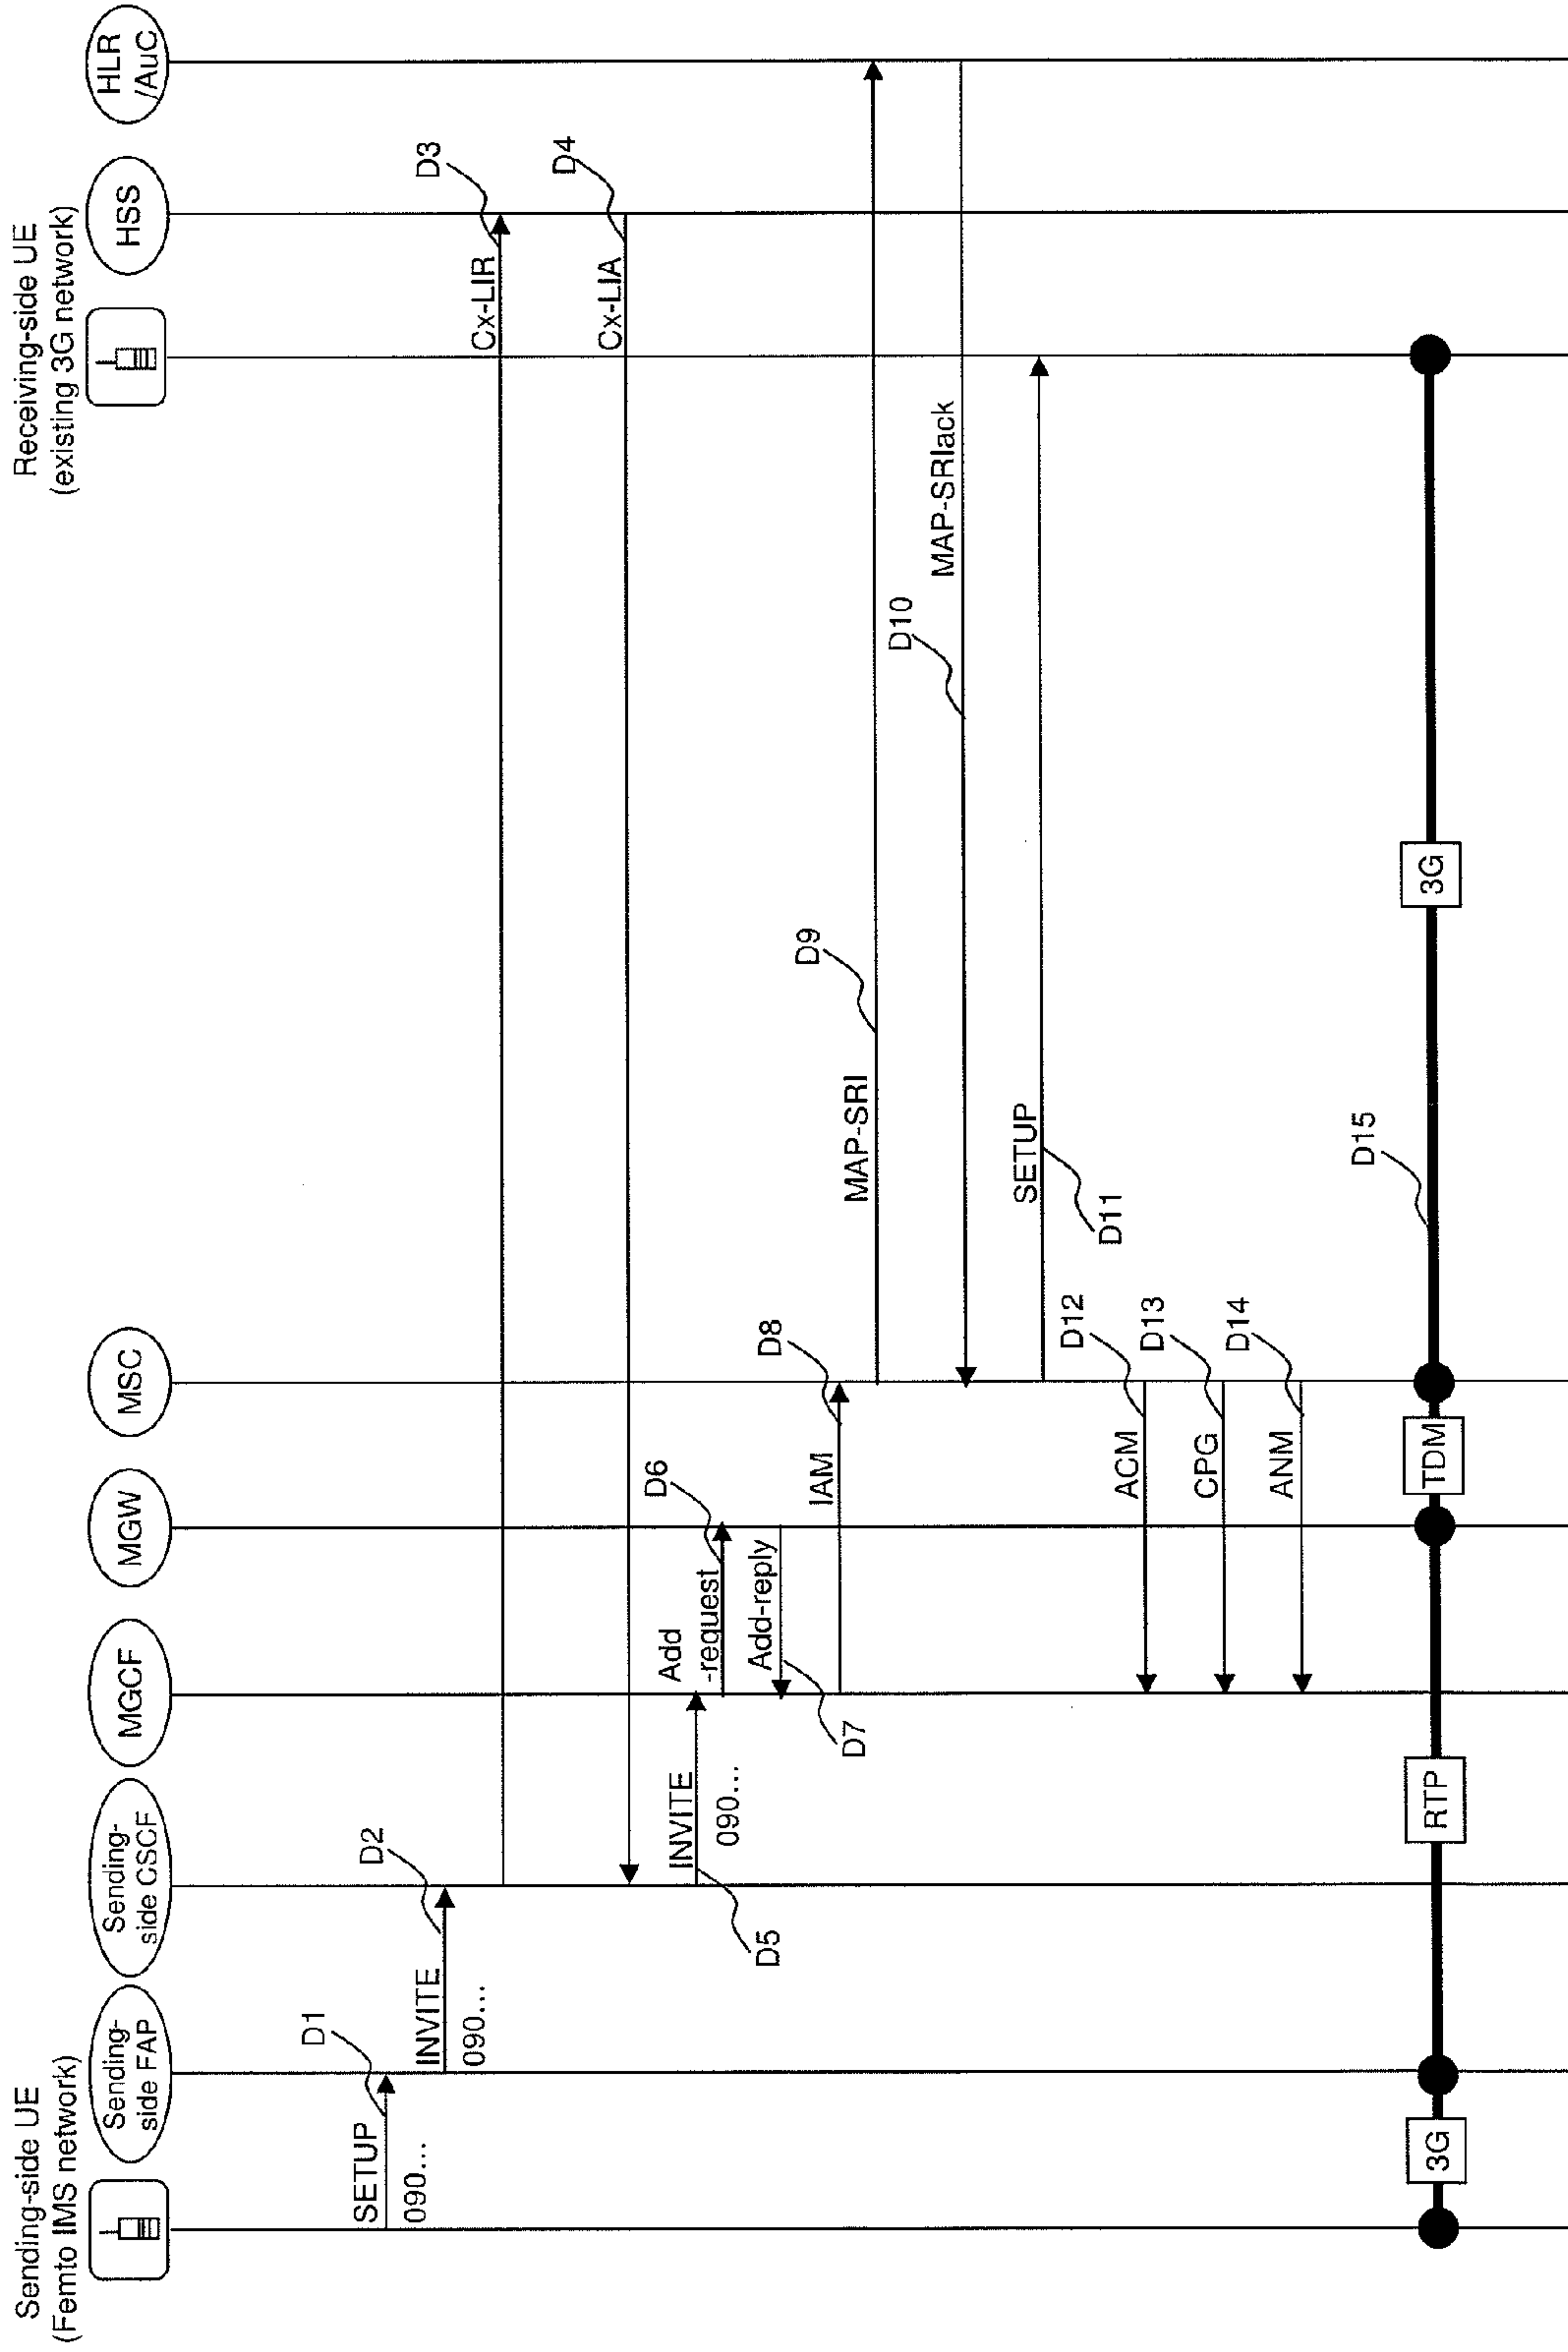 Sending-side UE
(Femto IMS network)
Sending-
side FAP
Sending-
side CSCF
MGCF
MGW
MSC
Receiving-side UE
(existing 3G network)
HSS
HLR
/AuC
D1
SETUP
090...
D2
INVITE
090...
Cx-LIR
D3
Cx-LIA
D4
INVITE
090...
D5
Add
-request
D6
Add-reply
D7
IAM
D8
MAP-SRI
D9
D10
MAP-SRIack
SETUP
D11
ACM
D12
CPG
D13
ANM
D14
D15
3G
RTP
TDM
3G